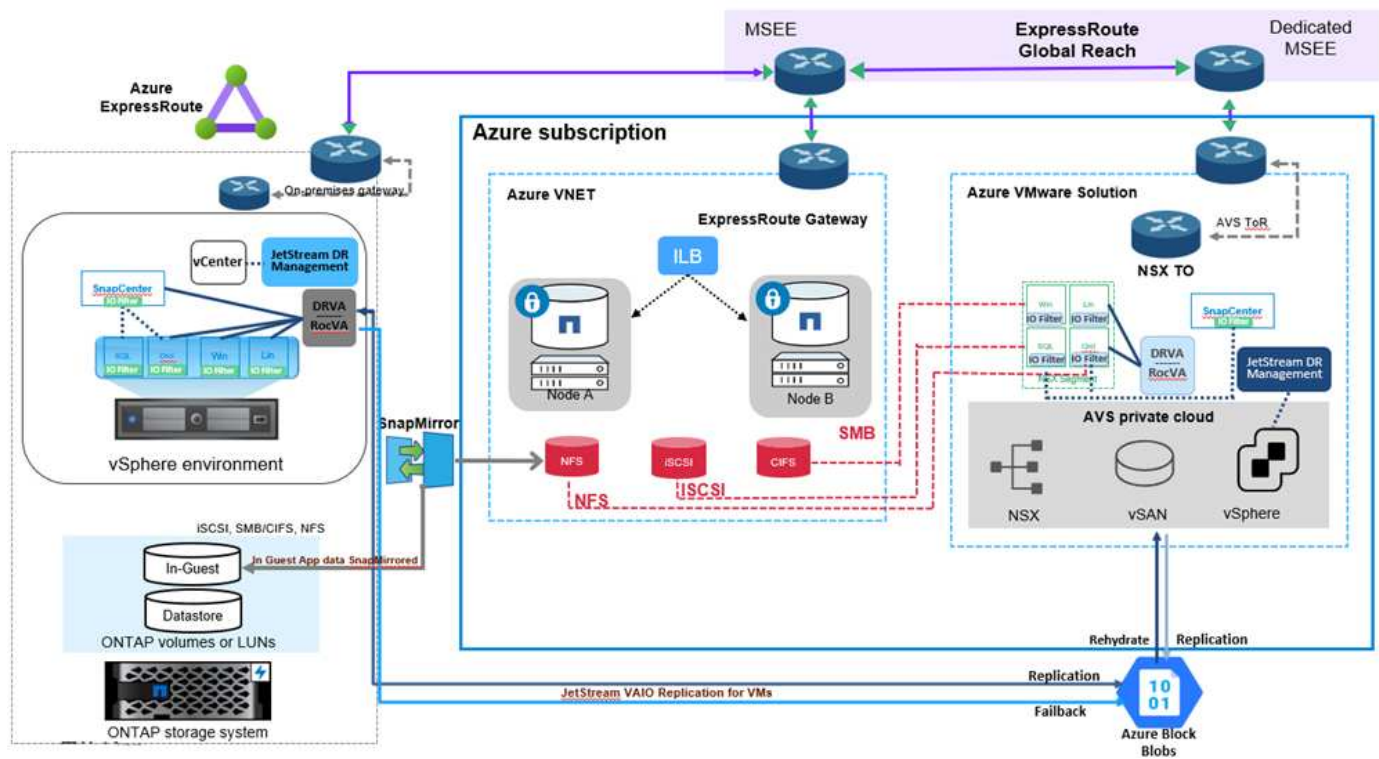 MSEE
ExpressRoute
Global Reach
Dedicated
MSEE
Azure
ExpressRoute
Azure subscription
On-premises gateway
Azure VNET
ExpressRoute Gateway
Azure VMware Solution
AVS ToR
NSX TO
ILB
vCenter
JetStream DR
Management
SnapCenter
IO Filter
DRVA
RocVA
SQL
IO Filter
IO Filter
Win
IO Filter
Lin
IO Filter
vSphere environment
Node A
Node B
Win
IO Filter
Lin
IO Filter
SQL
IO Filter
IO Filter
NSX Segment
DRVA
RocVA
SnapCenter
IO Filter
JetStream DR
Management
AVS private cloud
NSX
vSAN
vSphere
SnapMirror
NFS
iSCSI
CIFS
SMB
ISCSI
NFS
iSCSI, SMB/CIFS, NFS
In-Guest
In Guest App data SnapMirrored
Datastore
ONTAP volumes or LUNs
ONTAP storage system
Rehydrate
Replication
Replication
JetStream VAIO Replication for VMs
Failback
10
01
Azure Block
Blobs